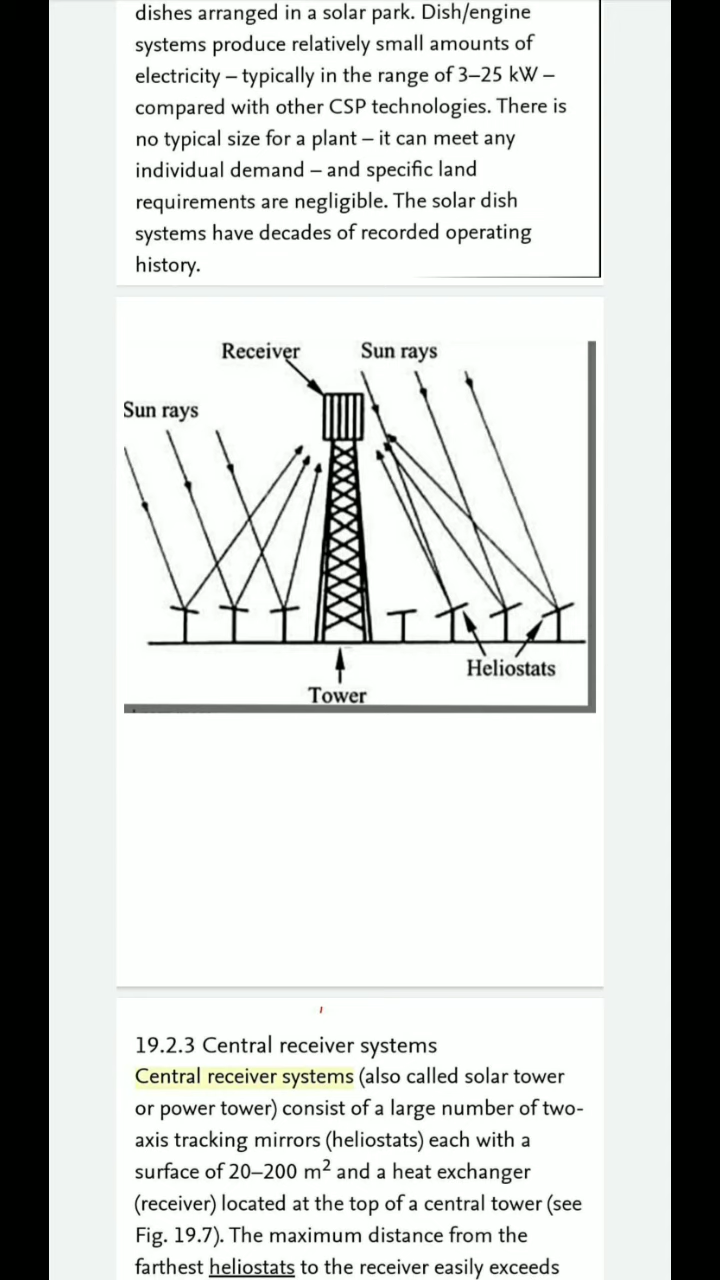 dishes arranged in a solar park. Dish/engine
systems produce relatively small amounts of
electricity – typically in the range of 3–25 kW –
compared with other CSP technologies. There is
no typical size for a plant – it can meet any
individual demand – and specific land
requirements are negligible. The solar dish
systems have decades of recorded operating
history.
Receiver
Sun rays
Sun rays
Heliostats
Tower
19.2.3 Central receiver systems
Central receiver systems (also called solar tower
or power tower) consist of a large number of two-
axis tracking mirrors (heliostats) each with a
surface of 20–200 m² and a heat exchanger
(receiver) located at the top of a central tower (see
Fig. 19.7). The maximum distance from the
farthest heliostats to the receiver easily exceeds